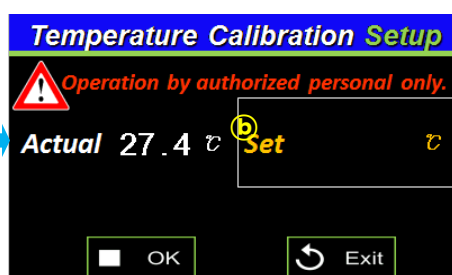 Temperature Calibration Setup
Operation by authorized personal only.
Actual 27.4 ℃ ⓑ Set ℃
OK Exit